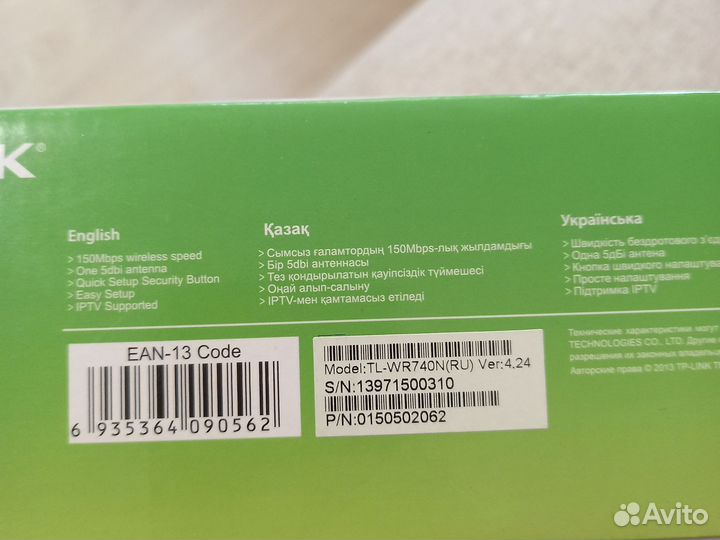 K®
English
> 150Mbps wireless speed
> One 5dbi antenna
> Quick Setup Security Button
> Easy Setup
> IPTV Supported
Қазақ
> Сымсыз ғаламтордың 150Mbps-лық жылдамдығы
> Бір 5dbi антеннасы
> Тез қондырылатын қауіпсіздік түймешесі
> Оңай алып-салыну
> IPTV-мен қамтамасыз етіледі
Українська
> Швидкість бездротового з'єд
> Одна 5дБі антена
> Кнопка швидкого налаштува
> Просте налаштування
> Підтримка IPTV
EAN-13 Code
6 935364 090562
Model:TL-WR740N(RU) Ver:4.24
S/N:13971500310
P/N:0150502062
Технические характеристики могут
TECHNOLOGIES CO., LTD. Другие
разрешения их законных владель
Авторские права © 2013 TP-LINK T
Avito